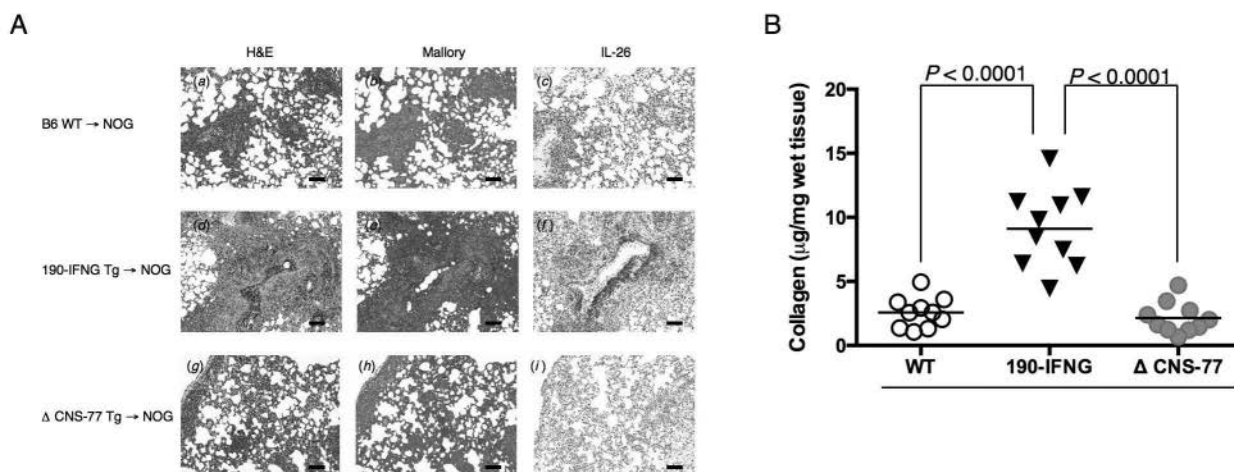 A
H&E Mallory IL-26
B6 WT → NOG
(a) (b) (c)
190-IFNG Tg → NOG
(d) (e) (f)
Δ CNS-77 Tg → NOG
(g) (h) (i)
B
P < 0.0001 P < 0.0001
Collagen (µg/mg wet tissue)
20
15
10
5
0
WT 190-IFNG Δ CNS-77